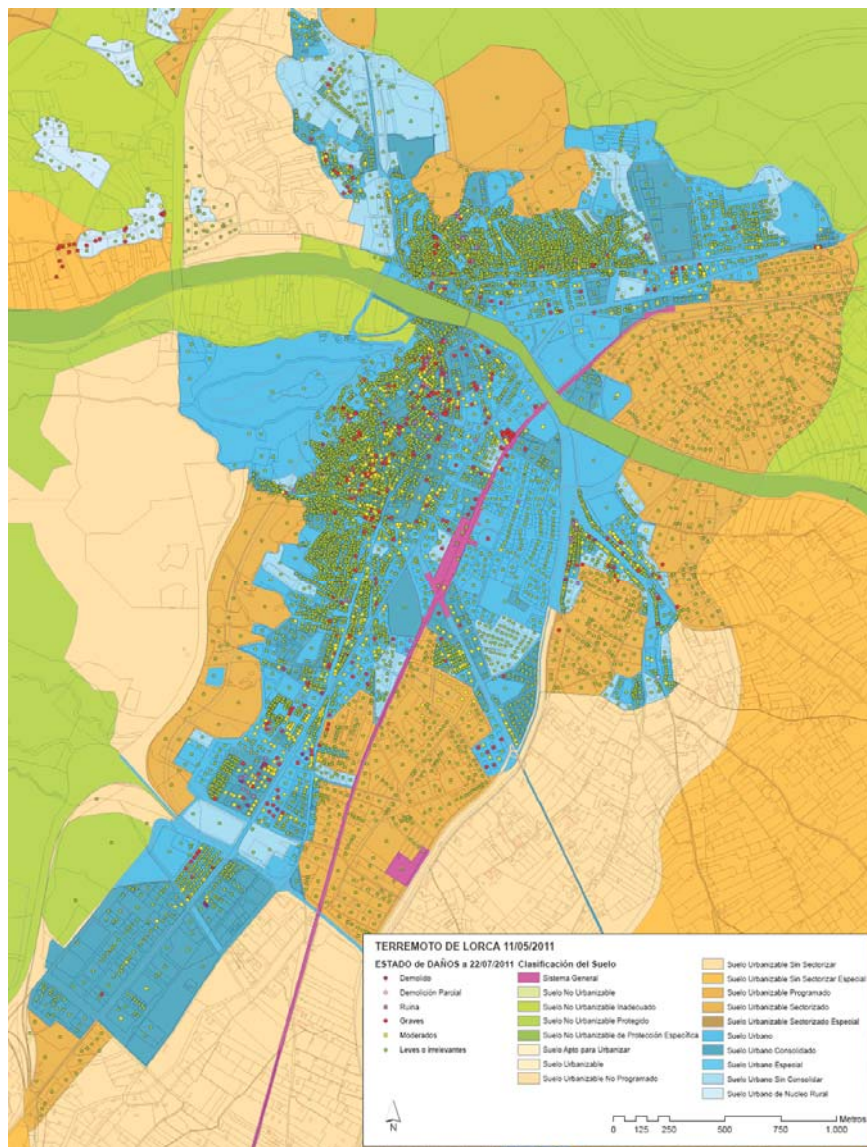 TERREMOTO DE LORCA 11/05/2011
ESTADO de DAÑOS a 22/07/2011
Demolido
Demolición Parcial
Ruina
Graves
Moderados
Leves o Irrelevantes
Clasificación del Suelo
Sistema General
Suelo No Urbanizable
Suelo No Urbanizable Inadecuado
Suelo No Urbanizable Protegido
Suelo No Urbanizable de Protección Específica
Suelo Apto para Urbanizar
Suelo Urbanizable
Suelo Urbanizable No Programado
Suelo Urbanizable Sin Sectorizar
Suelo Urbanizable Sin Sectorizar Especial
Suelo Urbanizable Programado
Suelo Urbanizable Sectorizado
Suelo Urbanizable Sectorizado Especial
Suelo Urbano
Suelo Urbano Consolidado
Suelo Urbano Especial
Suelo Urbano Sin Consolidar
Suelo Urbano de Nucleo Rural
N
Metros
0 125 250 500 750 1.000